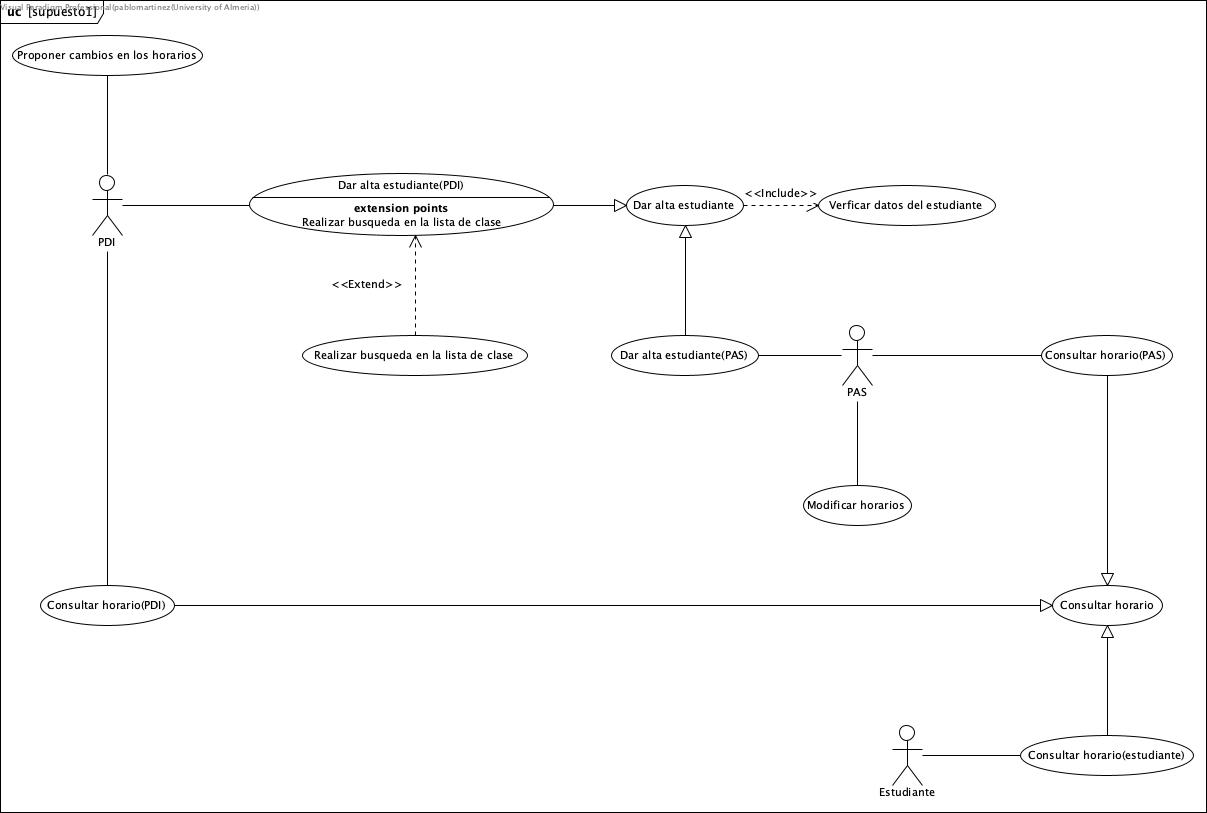 Visual Paradigm Professional(pablomartinez(University of Almeria))
uc [supuesto1]
Proponer cambios en los horarios
Dar alta estudiante(PDI)
extension points
Realizar busqueda en la lista de clase
PDI
Dar alta estudiante
<<Include>>
Verficar datos del estudiante
<<Extend>>
Realizar busqueda en la lista de clase
Dar alta estudiante(PAS)
PAS
Consultar horario(PAS)
Modificar horarios
Consultar horario(PDI)
Consultar horario
Estudiante
Consultar horario(estudiante)